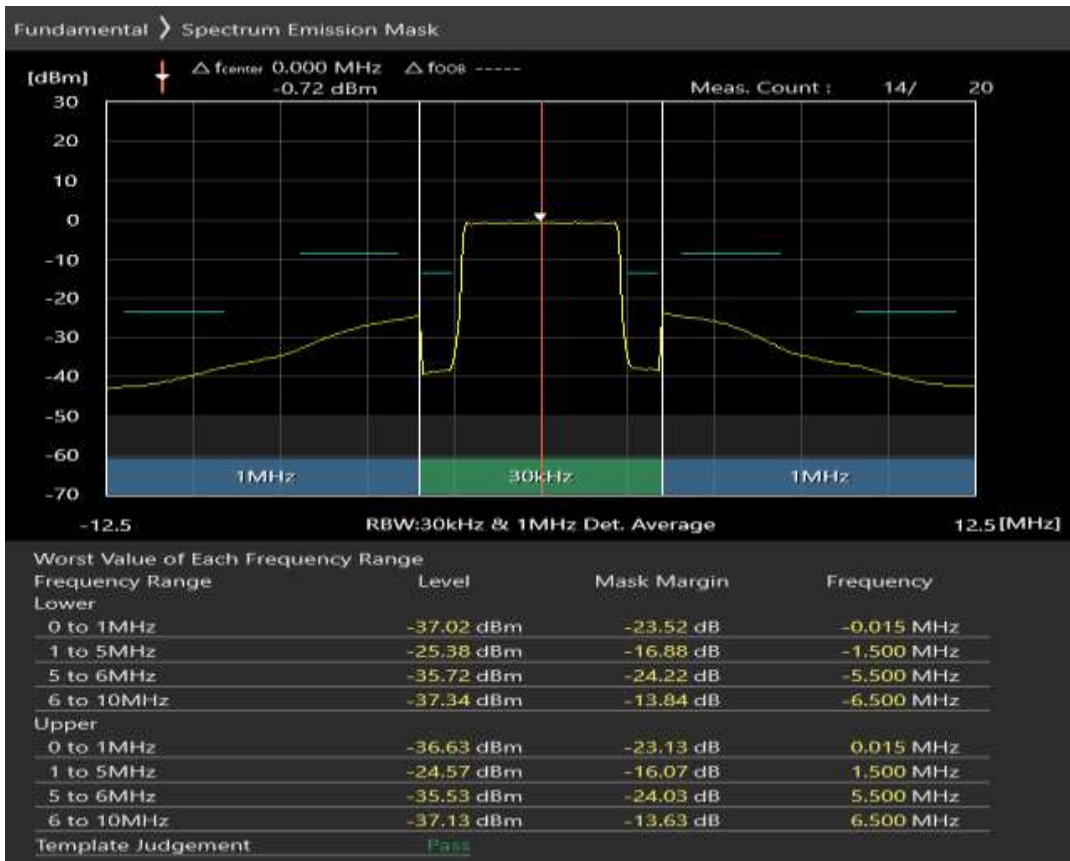 Fundamental 》 Spectrum Emission Mask
[dBm] △ fcenter 0.000 MHz △ fOOB -----
-0.72 dBm Meas. Count : 14/ 20
30
20
10
0
-10
-20
-30
-40
-50
-60
1MHz 30kHz 1MHz
-70
-12.5 RBW:30kHz & 1MHz Det. Average 12.5 [MHz]
Worst Value of Each Frequency Range
Frequency Range Level Mask Margin Frequency
Lower
0 to 1MHz -37.02 dBm -23.52 dB -0.015 MHz
1 to 5MHz -25.38 dBm -16.88 dB -1.500 MHz
5 to 6MHz -35.72 dBm -24.22 dB -5.500 MHz
6 to 10MHz -37.34 dBm -13.84 dB -6.500 MHz
Upper
0 to 1MHz -36.63 dBm -23.13 dB 0.015 MHz
1 to 5MHz -24.57 dBm -16.07 dB 1.500 MHz
5 to 6MHz -35.53 dBm -24.03 dB 5.500 MHz
6 to 10MHz -37.13 dBm -13.63 dB 6.500 MHz
Template Judgement Pass